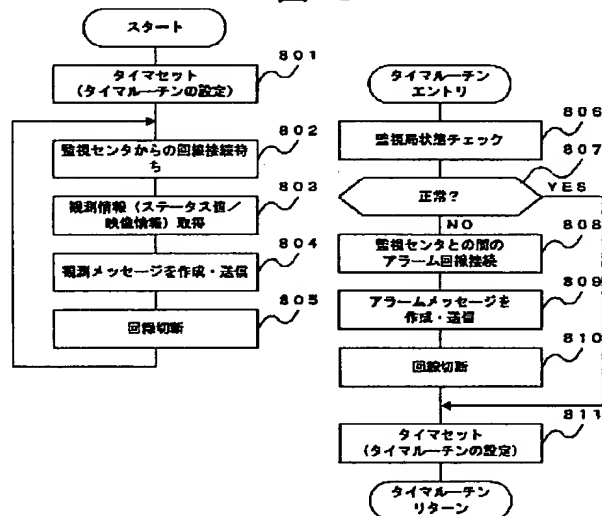 スタート
801
タイマセット
(タイマルーチンの設定)
802
監視センタからの回線接続待
ち
803
観測情報（ステータス値／
映像情報）取得
804
観測メッセージを作成・送信
805
回線切断
タイマルーチン
エントリ
806
監視局状態チェック
807
正常？
YES
NO
808
監視センタとの間の
アラーム回線接続
809
アラームメッセージを
作成・送信
810
回線切断
811
タイマセット
(タイマルーチンの設定)
タイマルーチン
リターン